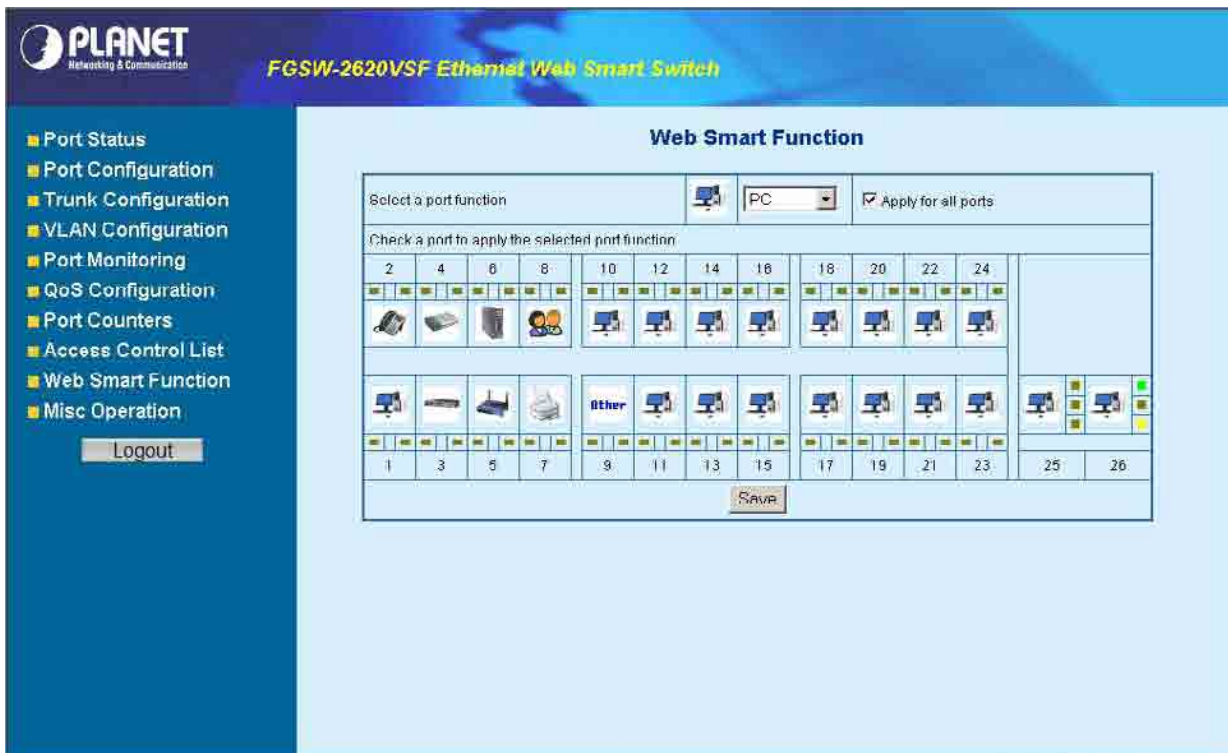 PLANET
Networking & Communication
FGSW-2620VSF Ethernet Web Smart Switch
Port Status
Port Configuration
Trunk Configuration
VLAN Configuration
Port Monitoring
QoS Configuration
Port Counters
Access Control List
Web Smart Function
Misc Operation
Logout
Web Smart Function
Select a port function PC Apply for all ports
Check a port to apply the selected port function
2 4 6 8 10 12 14 16 18 20 22 24
Other
1 3 5 7 9 11 13 15 17 19 21 23 25 26
Save